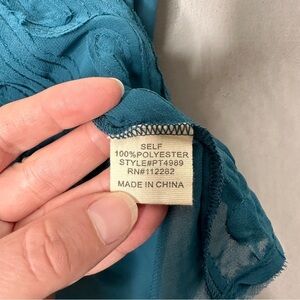 SELF
100%POLYESTER
STYLE#PT4989
RN#112282
MADE IN CHINA